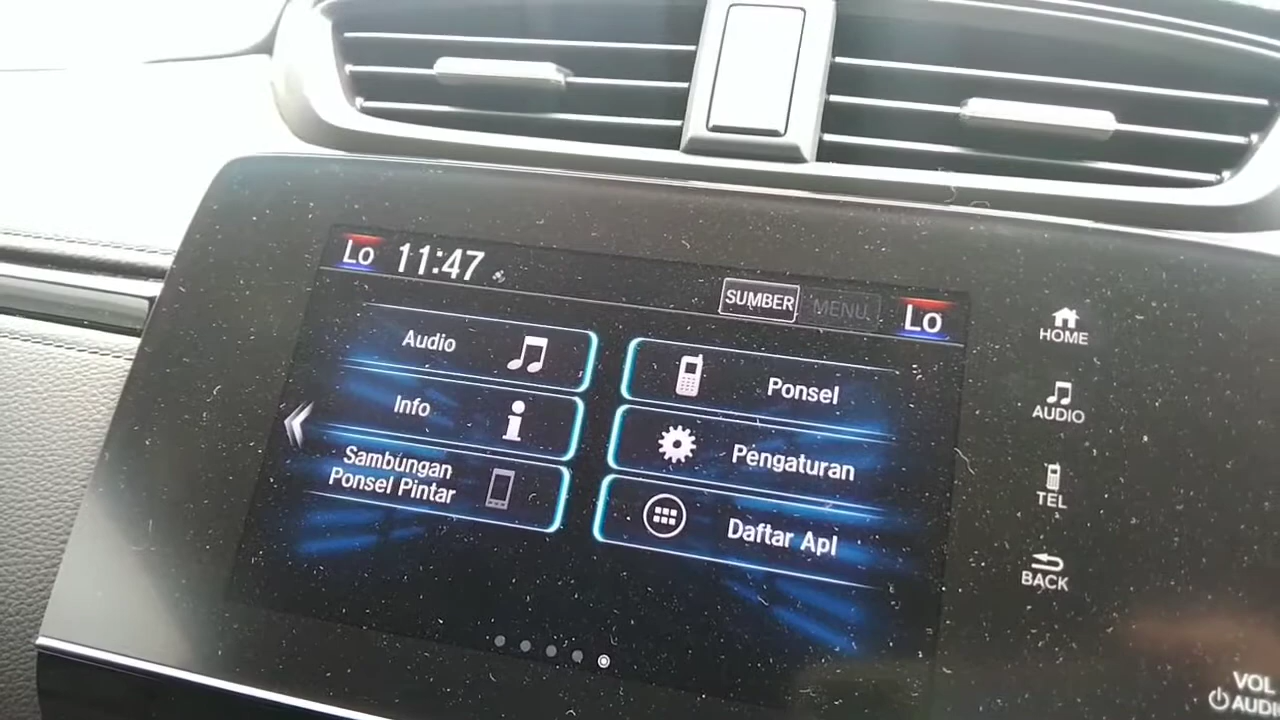 Lo 11:47
SUMBER MENU Lo
Audio
Ponsel
Info
Pengaturan
Sambungan
Ponsel Pintar
Daftar Apl
HOME
AUDIO
TEL
BACK
VOL
AUDIO